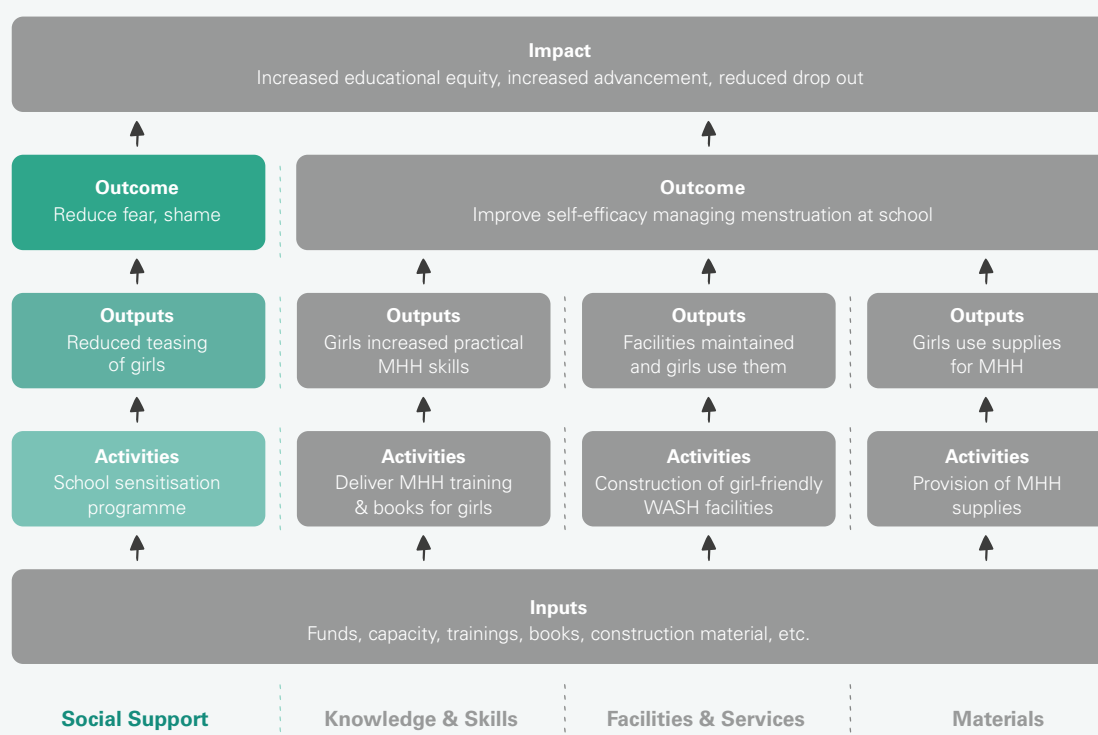 Impact
Increased educational equity, increased advancement, reduced drop out
Outcome
Reduce fear, shame
Outcome
Improve self-efficacy managing menstruation at school
Outputs
Reduced teasing
of girls
Outputs
Girls increased practical
MHH skills
Outputs
Facilities maintained
and girls use them
Outputs
Girls use supplies
for MHH
Activities
School sensitisation
programme
Activities
Deliver MHH training
& books for girls
Activities
Construction of girl-friendly
WASH facilities
Activities
Provision of MHH
supplies
Inputs
Funds, capacity, trainings, books, construction material, etc.
Social Support
Knowledge & Skills
Facilities & Services
Materials